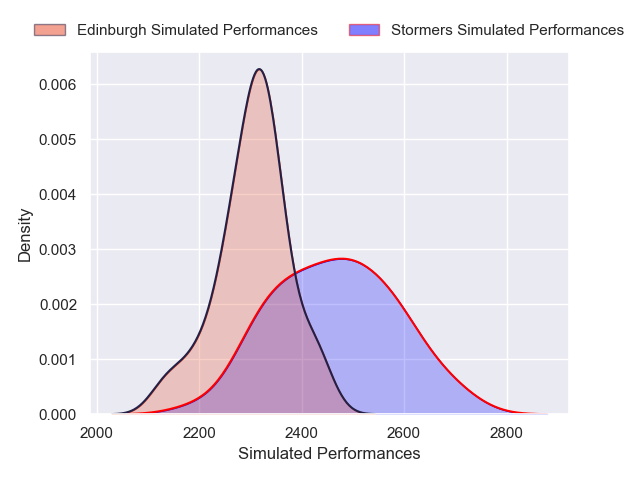 Edinburgh Simulated Performances Stormers Simulated Performances
0.006
0.005
0.004
0.003
0.002
0.001
0.000
Density
2000 2200 2400 2600 2800
Simulated Performances